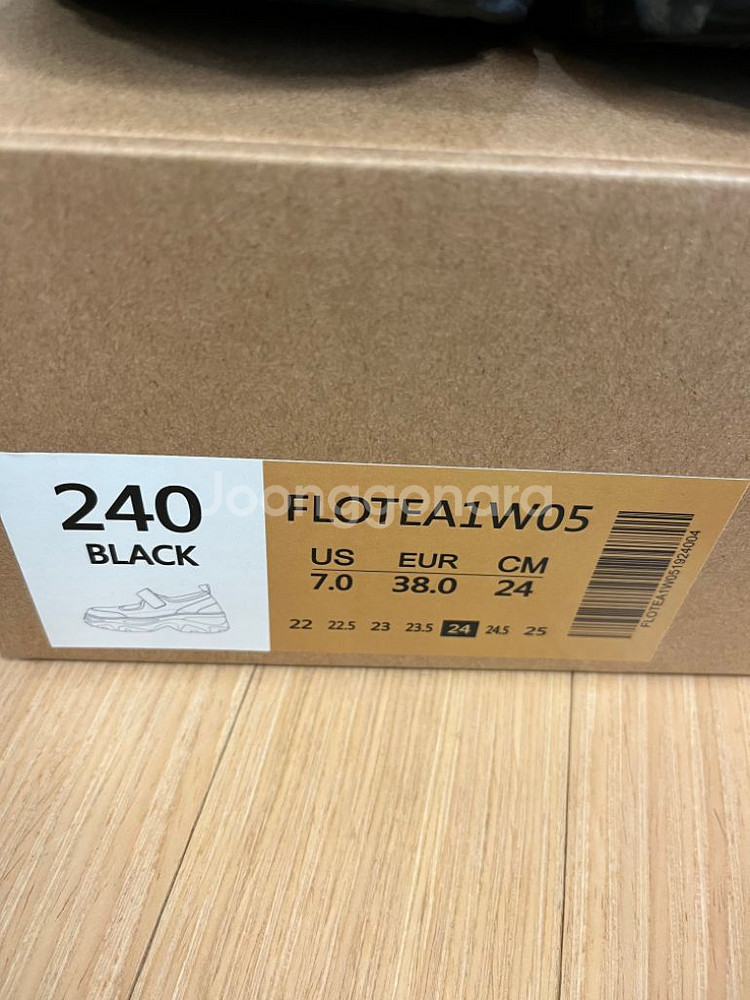 240
BLACK
Joonggonara
FLOTEA1W05
US EUR CM
7.0 38.0 24
22 22.5 23 23.5 24 24.5 25
FLOTEA1W051924004